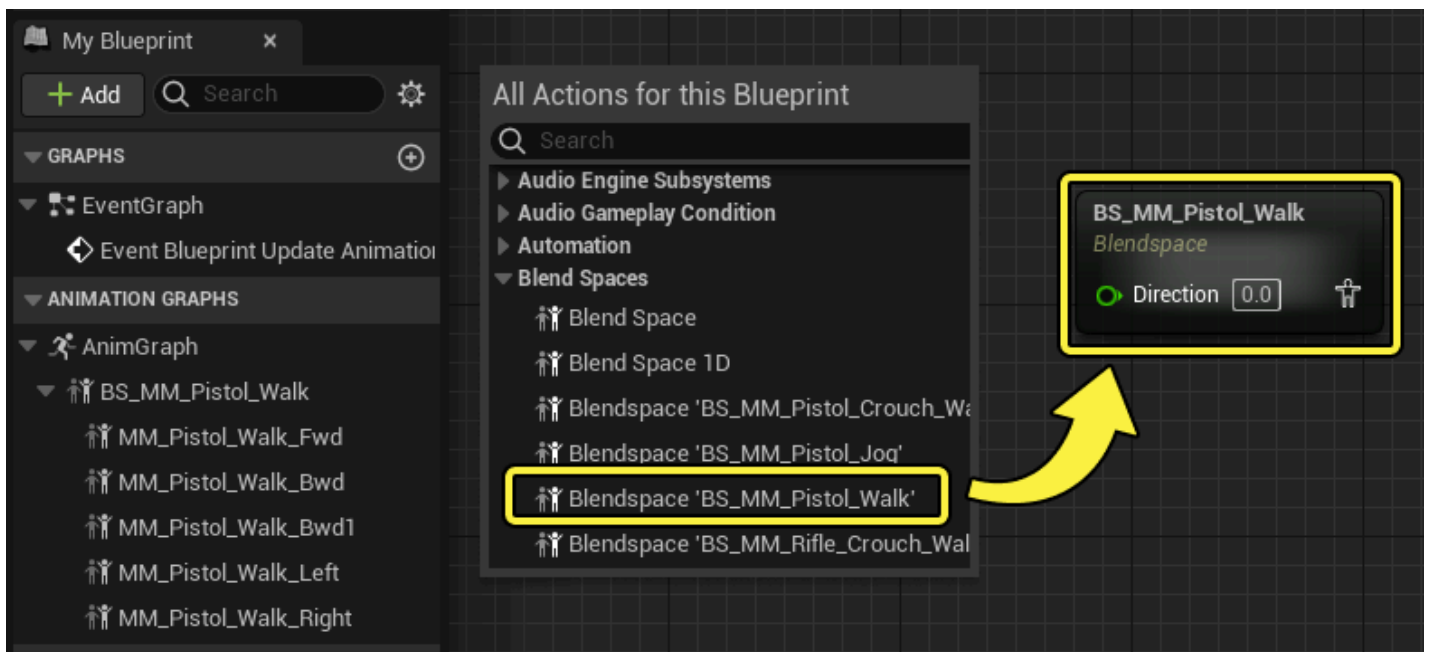 My Blueprint
Add
Search
GRAPHS
EventGraph
Event Blueprint Update Animation
ANIMATION GRAPHS
AnimGraph
BS_MM_Pistol_Walk
MM_Pistol_Walk_Fwd
MM_Pistol_Walk_Bwd
MM_Pistol_Walk_Bwd1
MM_Pistol_Walk_Left
MM_Pistol_Walk_Right
All Actions for this Blueprint
Search
Audio Engine Subsystems
Audio Gameplay Condition
Automation
Blend Spaces
Blend Space
Blend Space 1D
Blendspace 'BS_MM_Pistol_Crouch_Wa
Blendspace 'BS_MM_Pistol_Jog'
Blendspace 'BS_MM_Pistol_Walk'
Blendspace 'BS_MM_Rifle_Crouch_Wal
BS_MM_Pistol_Walk
Blendspace
Direction 0.0